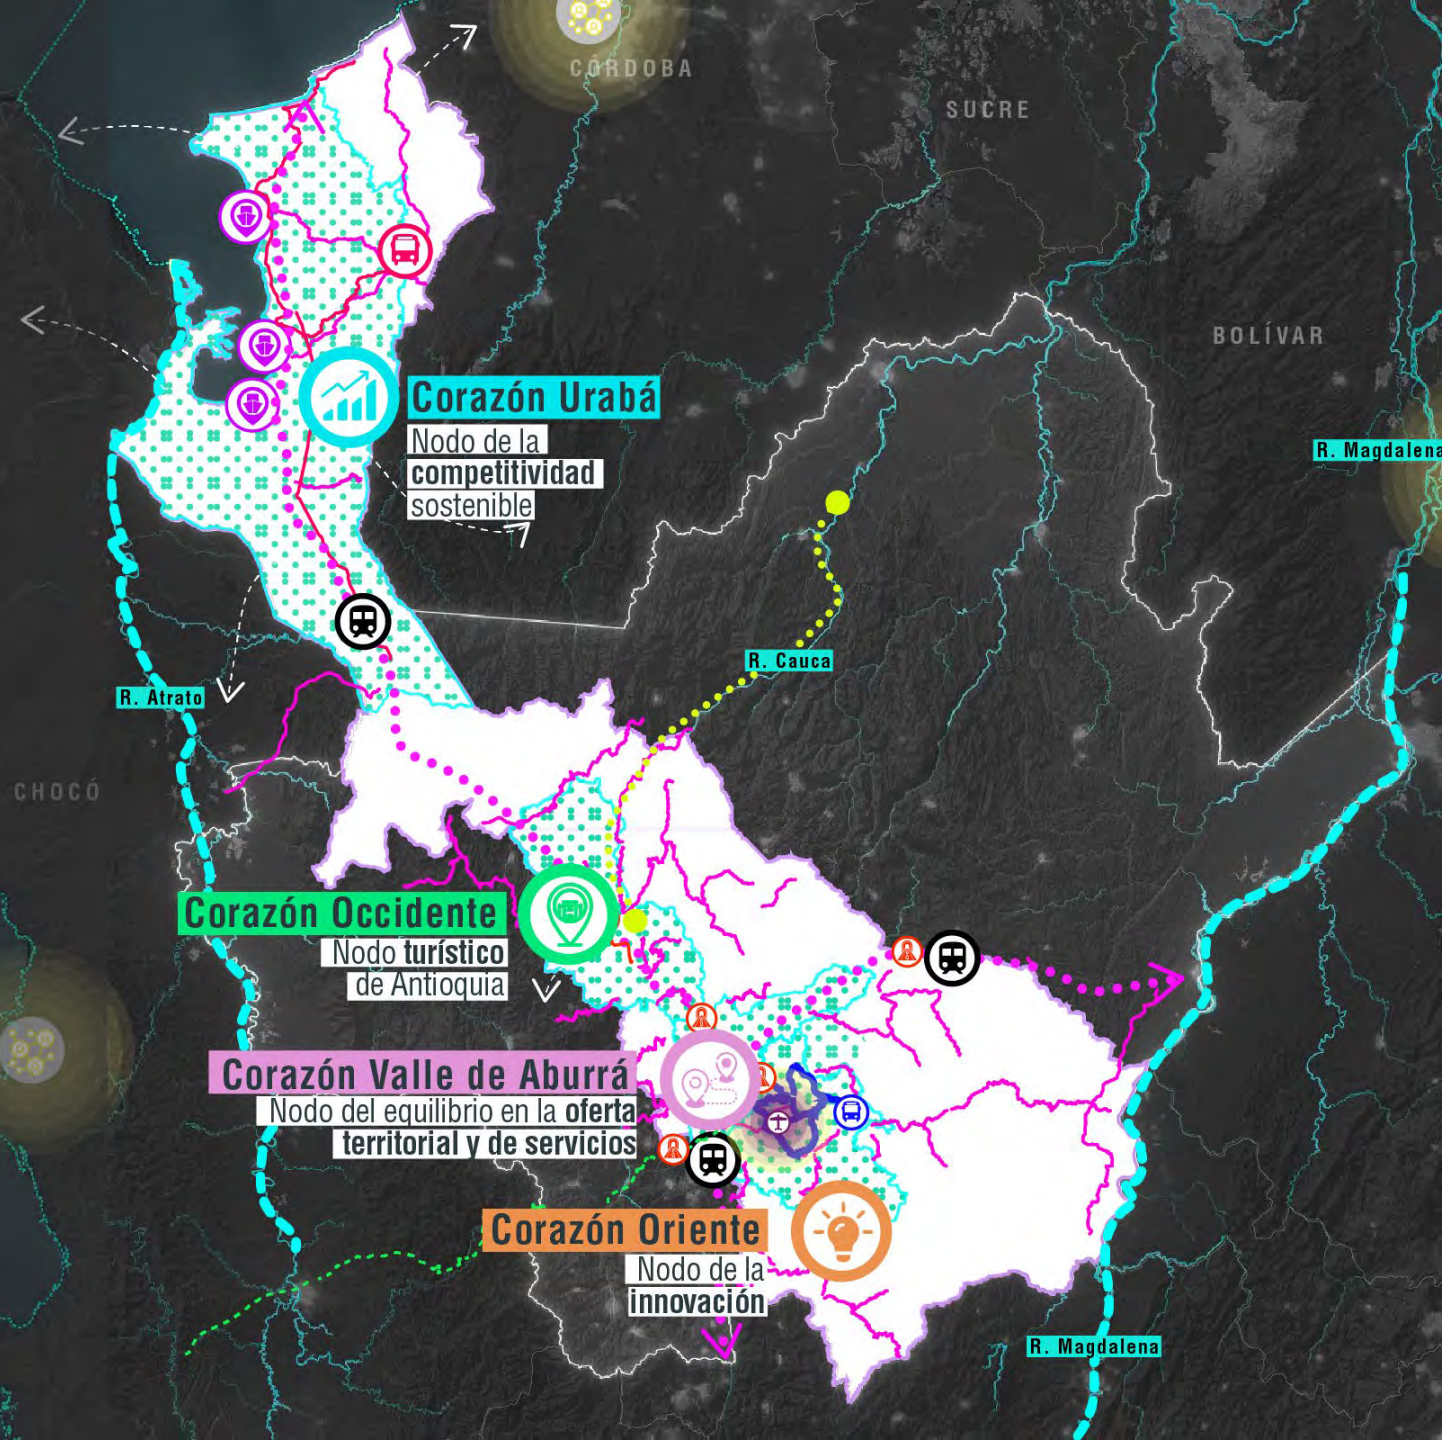 CÓRDOBA
SUCRE
BOLÍVAR
Corazón Urabá
Nodo de la
competitividad
sostenible
R. Magdalena
R. Cauca
R. Atrato
CHOCÓ
Corazón Occidente
Nodo turístico
de Antioquia
Corazón Valle de Aburrá
Nodo del equilibrio en la oferta
territorial y de servicios
Corazón Oriente
Nodo de la
innovación
R. Magdalena